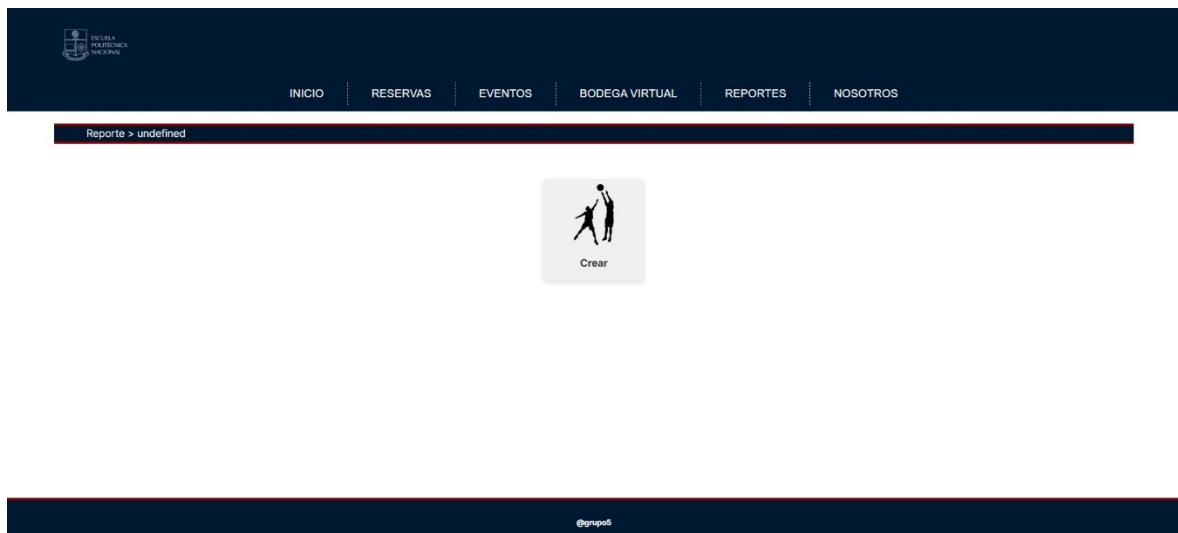 ESCUELA
POLITÉCNICA
NACIONAL
INICIO RESERVAS EVENTOS BODEGA VIRTUAL REPORTES NOSOTROS
Reporte > undefined
Crear
@grupo5